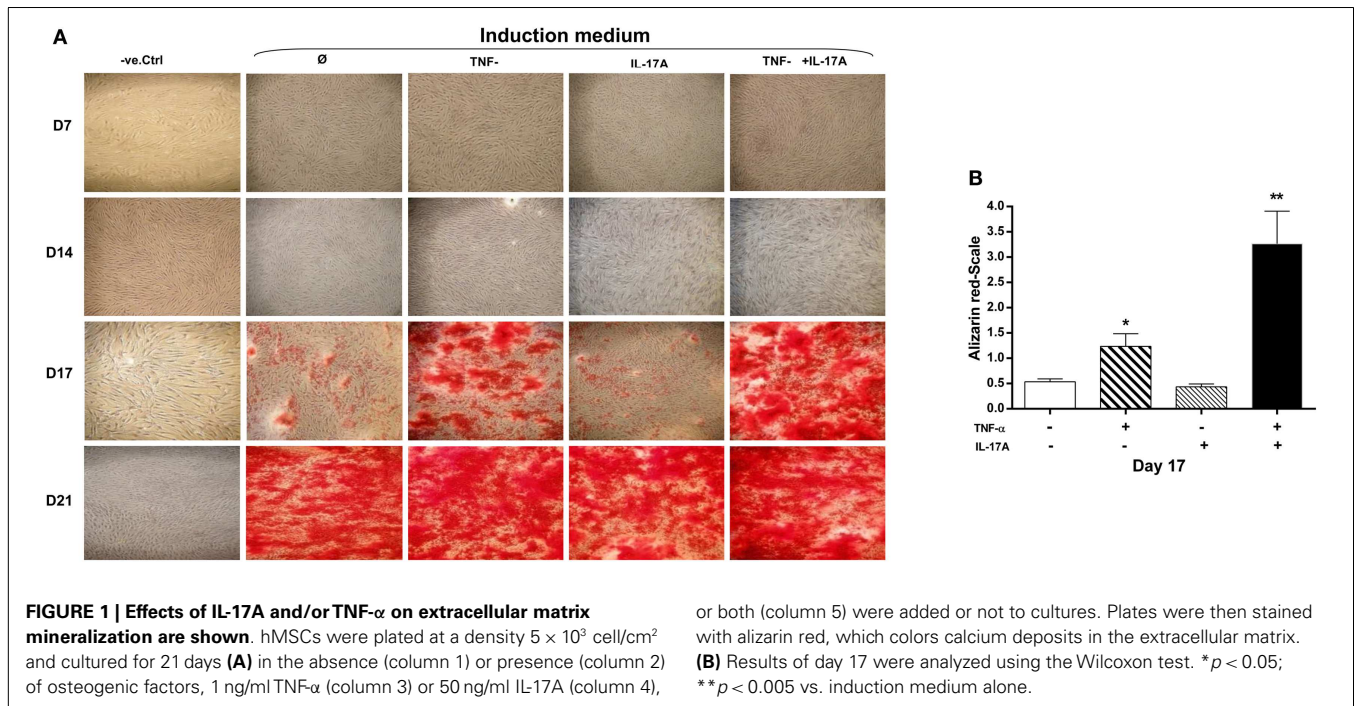 A
Induction medium
-ve.Ctrl Ø TNF- IL-17A TNF- +IL-17A
D7
D14
D17
D21
B
Alizarin red-Scale
4.0
3.5
3.0
2.5
2.0
1.5
1.0
0.5
0.0
*
**
TNF-α - + - +
IL-17A - - + +
Day 17
FIGURE 1 | Effects of IL-17A and/or TNF-α on extracellular matrix
mineralization are shown. hMSCs were plated at a density 5 × 10³ cell/cm²
and cultured for 21 days (A) in the absence (column 1) or presence (column 2)
of osteogenic factors, 1 ng/ml TNF-α (column 3) or 50 ng/ml IL-17A (column 4),
or both (column 5) were added or not to cultures. Plates were then stained
with alizarin red, which colors calcium deposits in the extracellular matrix.
(B) Results of day 17 were analyzed using the Wilcoxon test. *p < 0.05;
**p < 0.005 vs. induction medium alone.